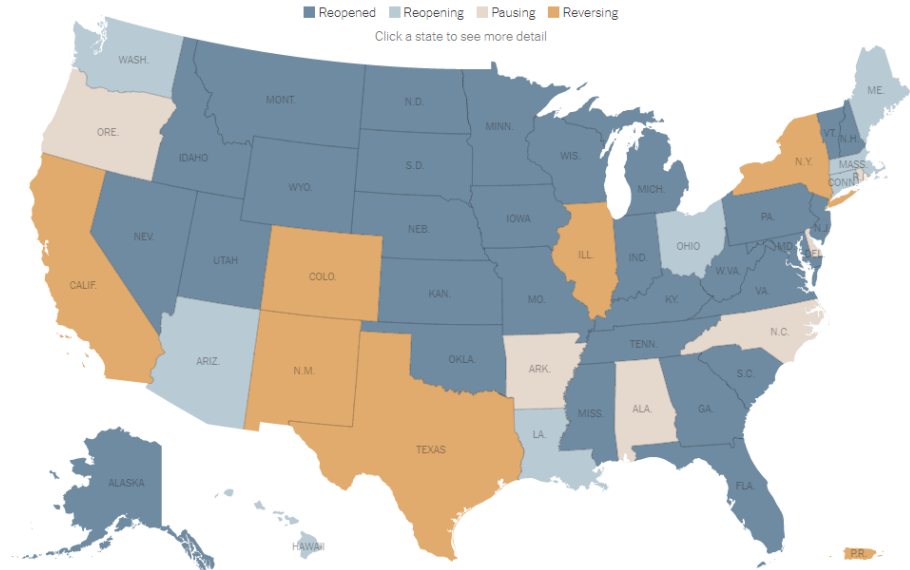 Reopened Reopening Pausing Reversing
Click a state to see more detail
WASH.
ME.
MONT.
N.D.
MINN.
ORE.
VT.
N.H.
IDAHO
S.D.
WIS.
N.Y.
MASS
R.I.
CONN.
WYO.
MICH.
IOWA
PA.
NEB.
N.J.
NEV.
OHIO
MD.
DEL.
UTAH
COLO.
ILL.
IND.
W.VA.
CALIF.
KAN.
MO.
KY.
VA.
N.C.
TENN.
ARIZ.
N.M.
OKLA.
ARK.
S.C.
MISS.
ALA.
GA.
LA.
TEXAS
ALASKA
FLA.
HAWAII
P.R.